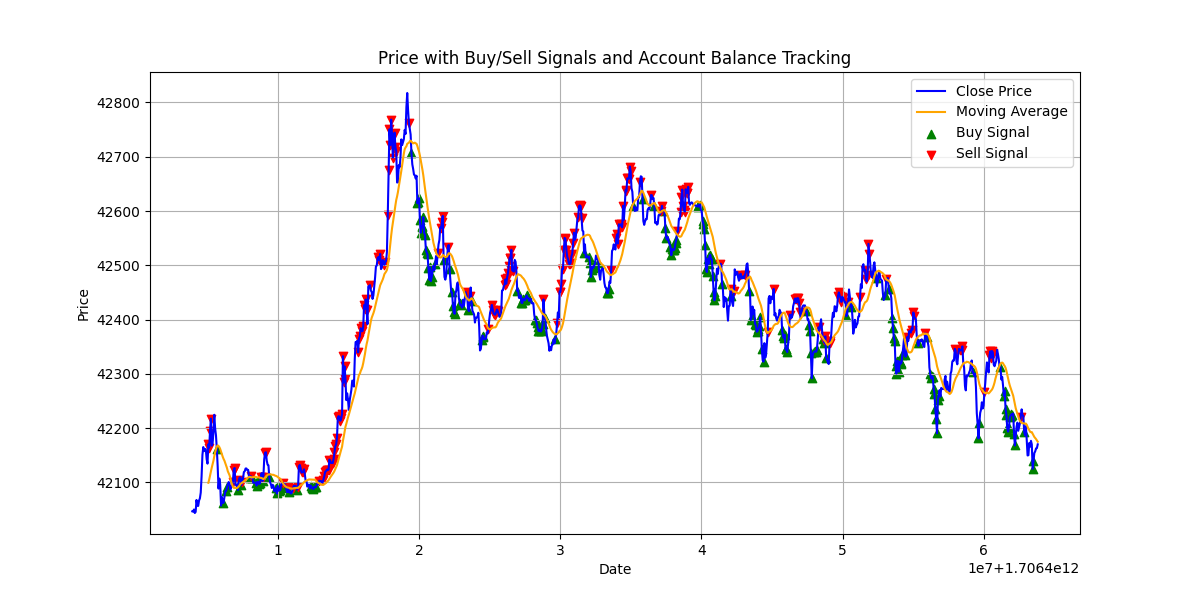 Price with Buy/Sell Signals and Account Balance Tracking
Close Price
Moving Average
Buy Signal
Sell Signal
42800
42700
42600
42500
42400
42300
42200
42100
Price
1 2 3 4 5 6
1e7+1.7064e12
Date